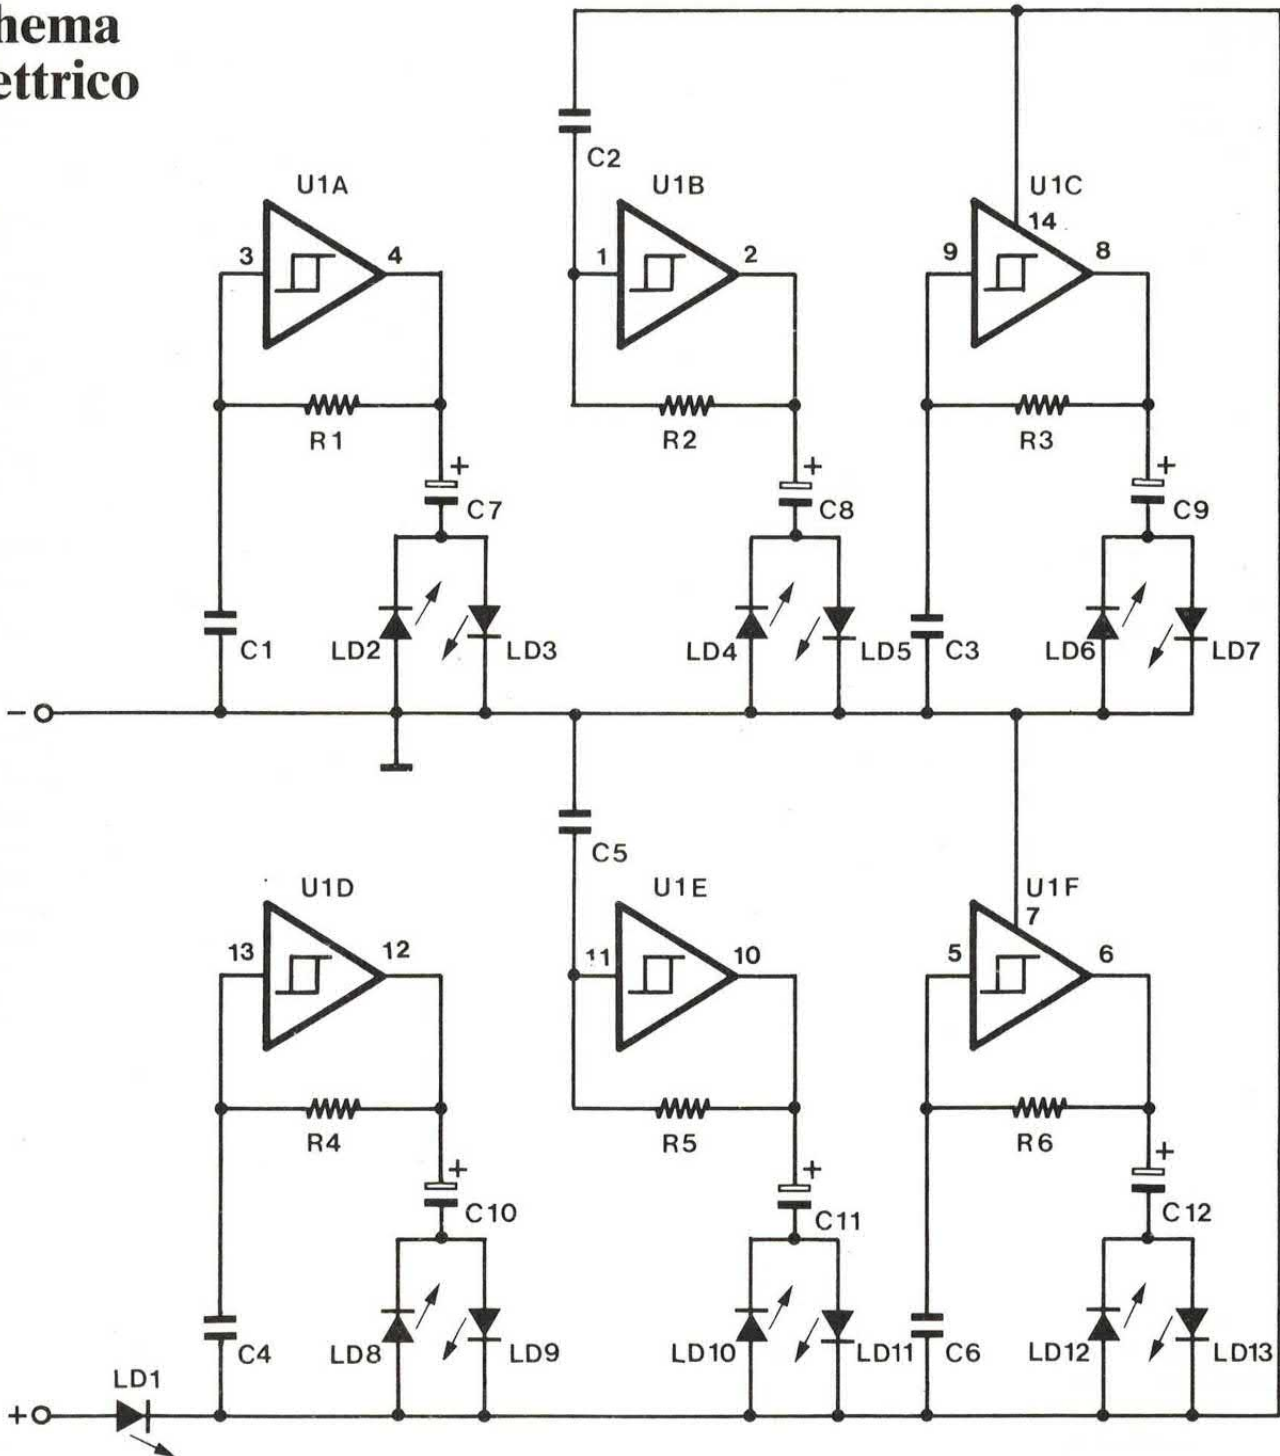 hema
ettrico
C2
U1A
U1B
U1C
14
3
4
1
2
9
8
R1
R2
R3
+
+
+
C7
C8
C9
C1
LD2
LD3
LD4
LD5
C3
LD6
LD7
-
C5
U1D
U1E
U1F
7
13
12
11
10
5
6
R4
R5
R6
+
+
+
C10
C11
C12
C4
LD8
LD9
LD10
LD11
C6
LD12
LD13
LD1
+